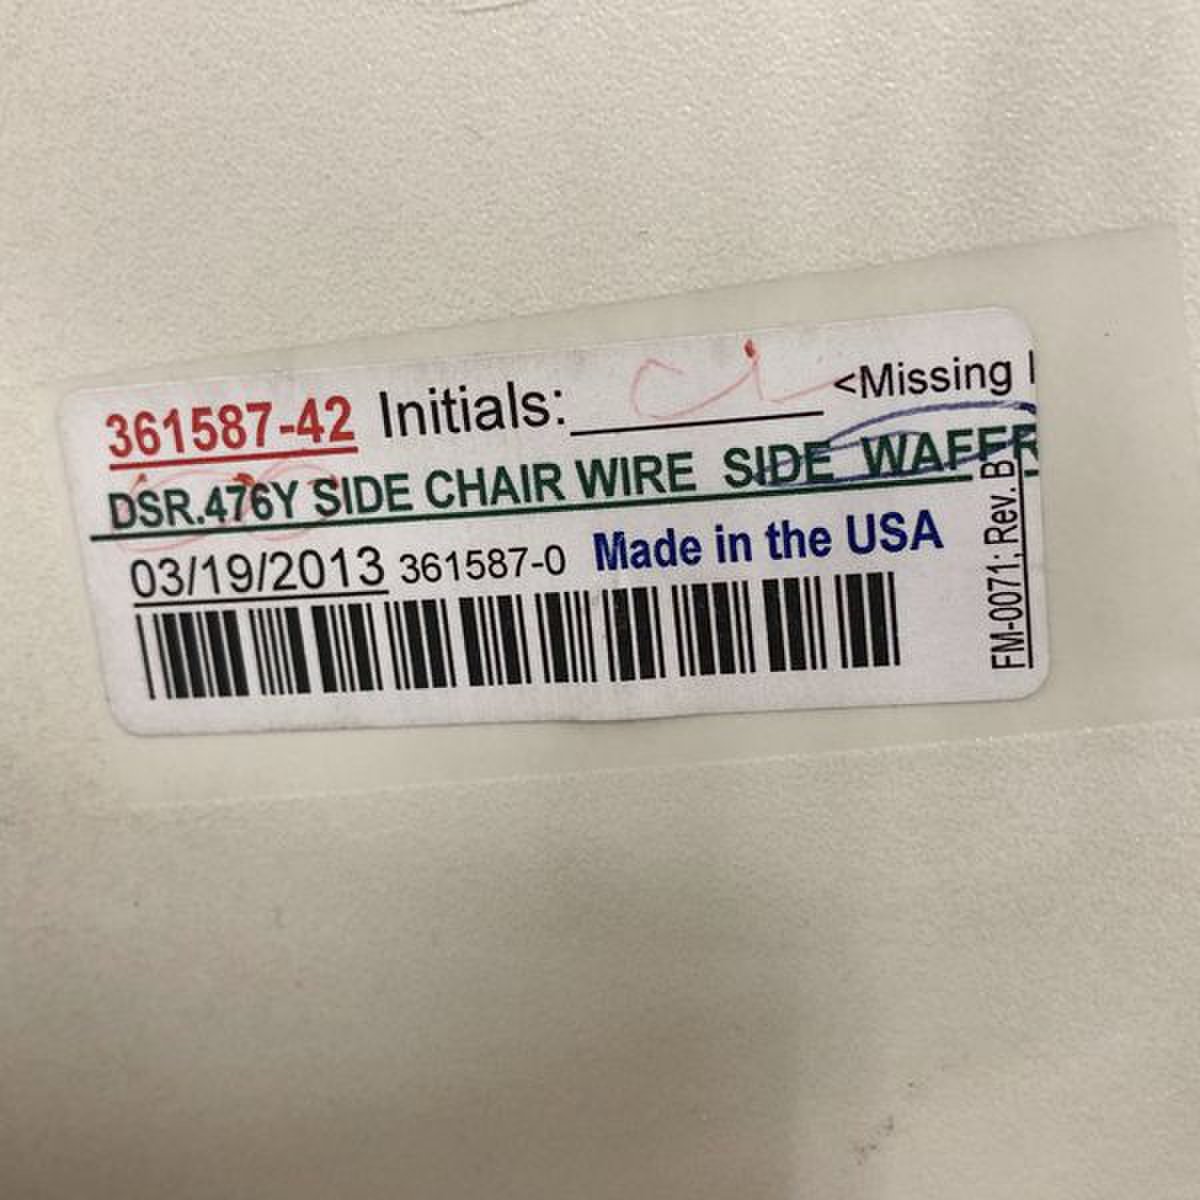 361587-42 Initials: <Missing
DSR.476Y SIDE CHAIR WIRE SIDE WAFER
03/19/2013 361587-0 Made in the USA
FM-0071; Rev. B